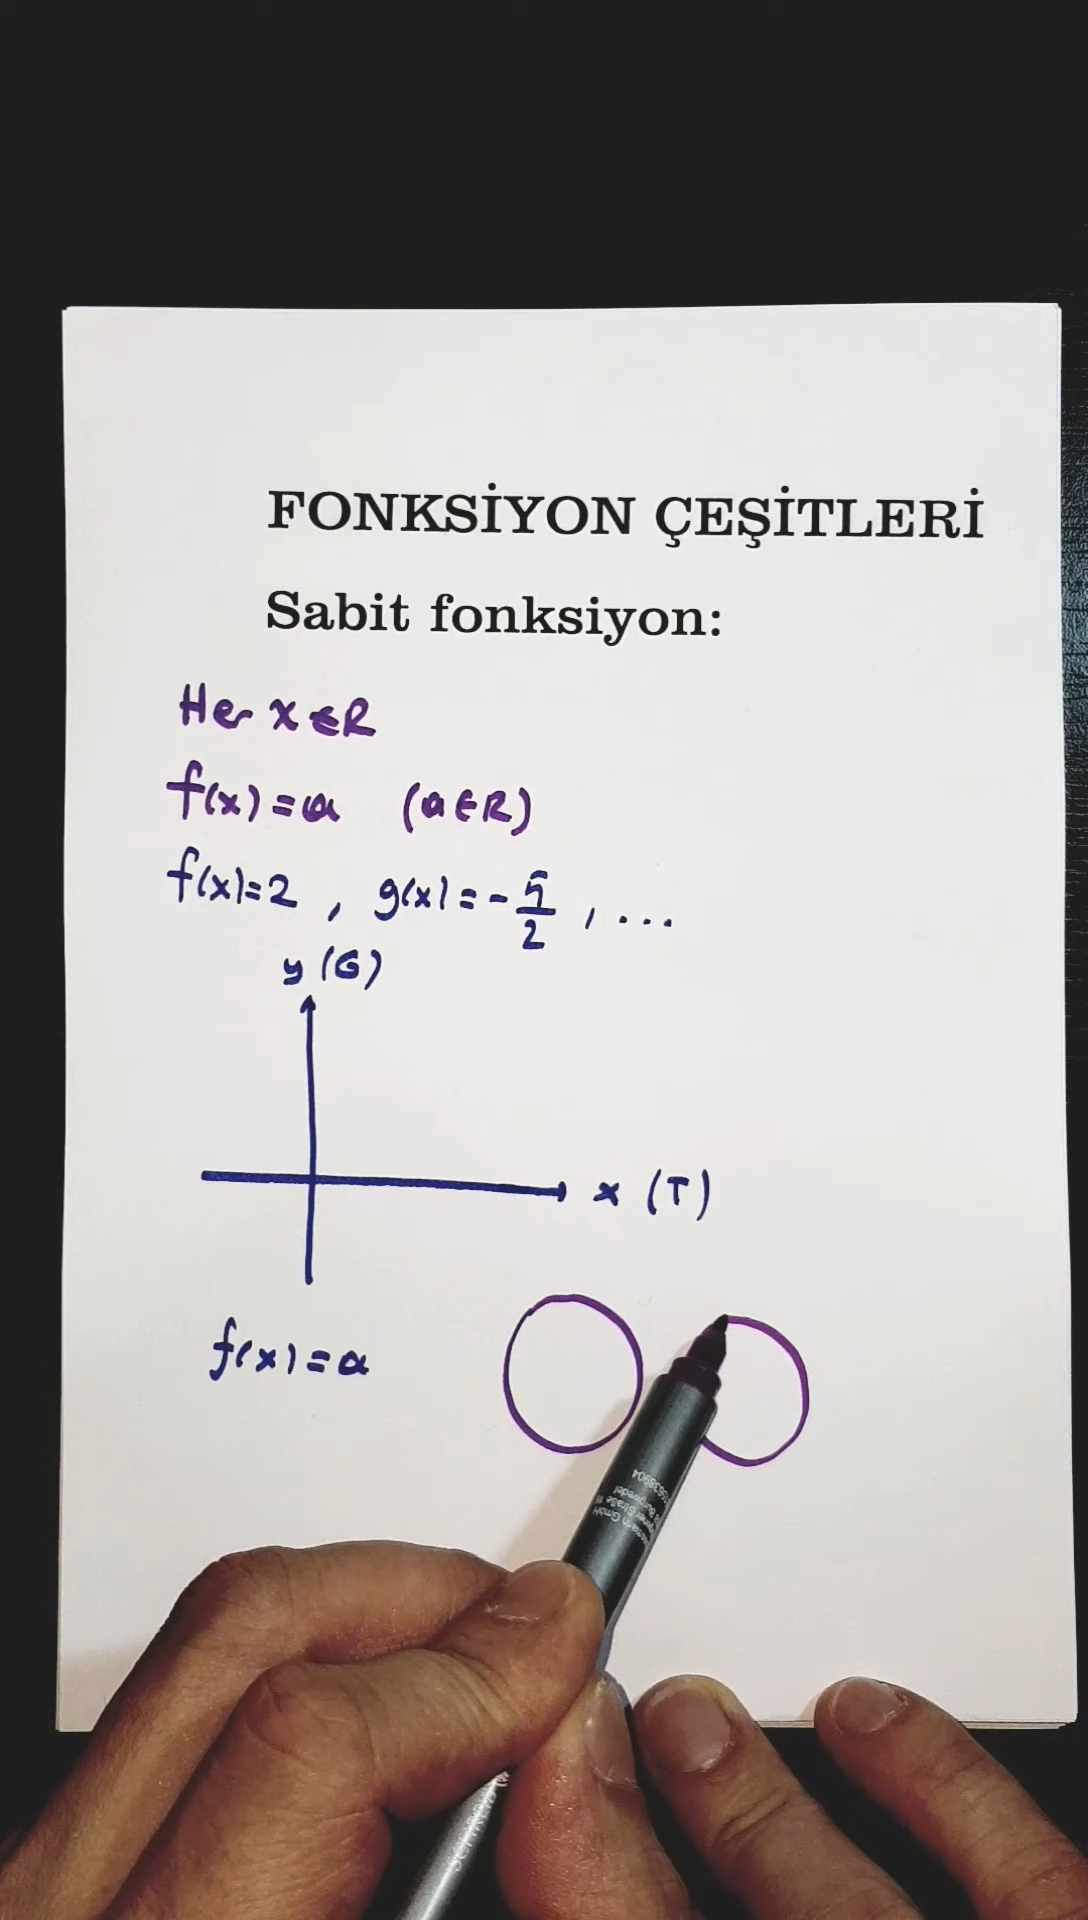 FONKSİYON ÇEŞİTLERİ
Sabit fonksiyon:
Her x ∈ R
f(x) = a (a ∈ R)
f(x) = 2 , g(x) = - 5/2 , ...
y (G)
x (T)
f(x) = a